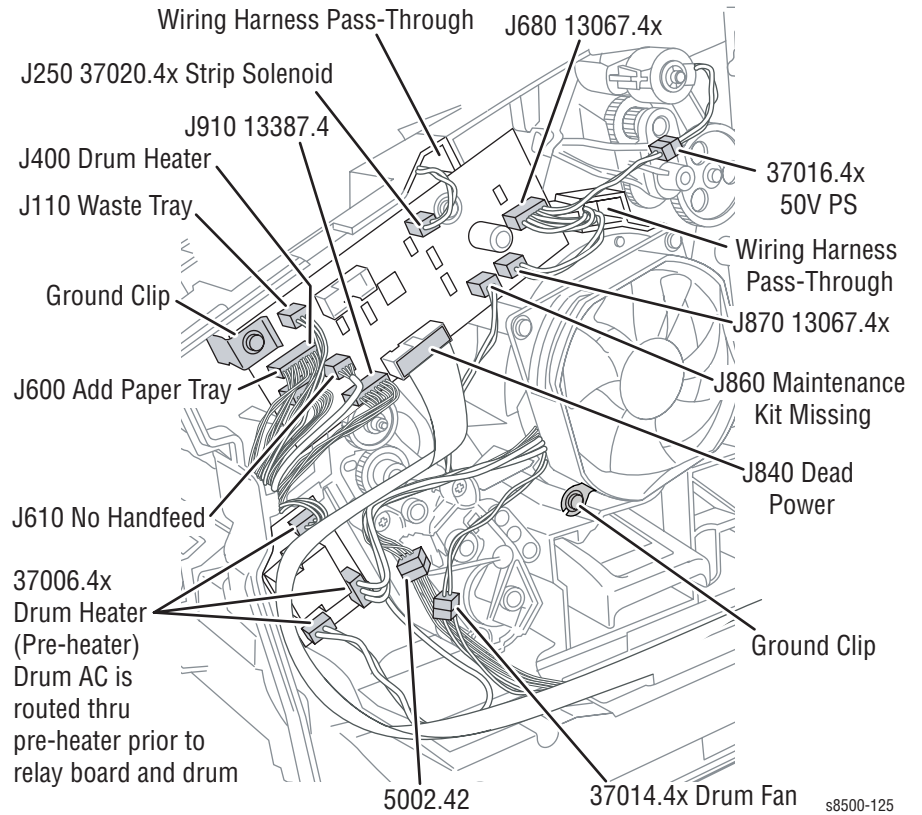 Wiring Harness Pass-Through
J680 13067.4x
J250 37020.4x Strip Solenoid
J910 13387.4
J400 Drum Heater
J110 Waste Tray
Ground Clip
J600 Add Paper Tray
J610 No Handfeed
37006.4x
Drum Heater
(Pre-heater)
Drum AC is
routed thru
pre-heater prior to
relay board and drum
37016.4x
50V PS
Wiring Harness
Pass-Through
J870 13067.4x
J860 Maintenance
Kit Missing
J840 Dead
Power
Ground Clip
5002.42
37014.4x Drum Fan
s8500-125